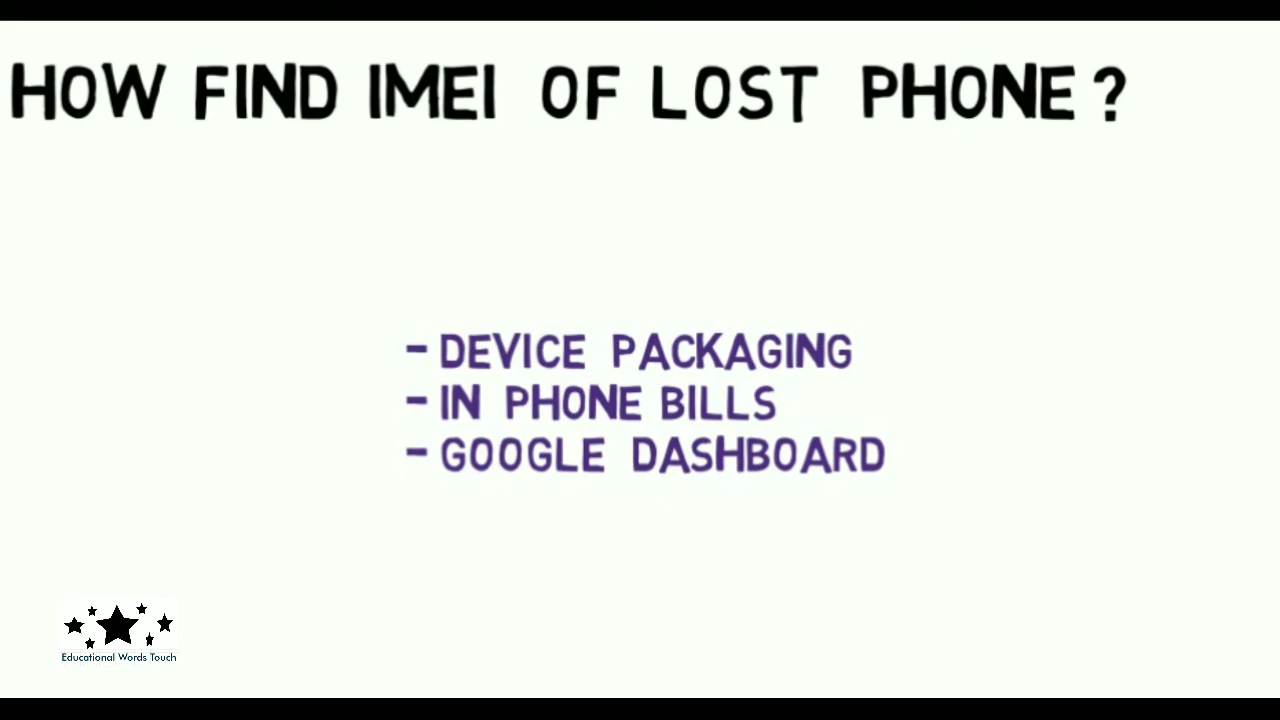 HOW FIND IMEI OF LOST PHONE?
- DEVICE PACKAGING
- IN PHONE BILLS
- GOOGLE DASHBOARD
Educational Words Touch